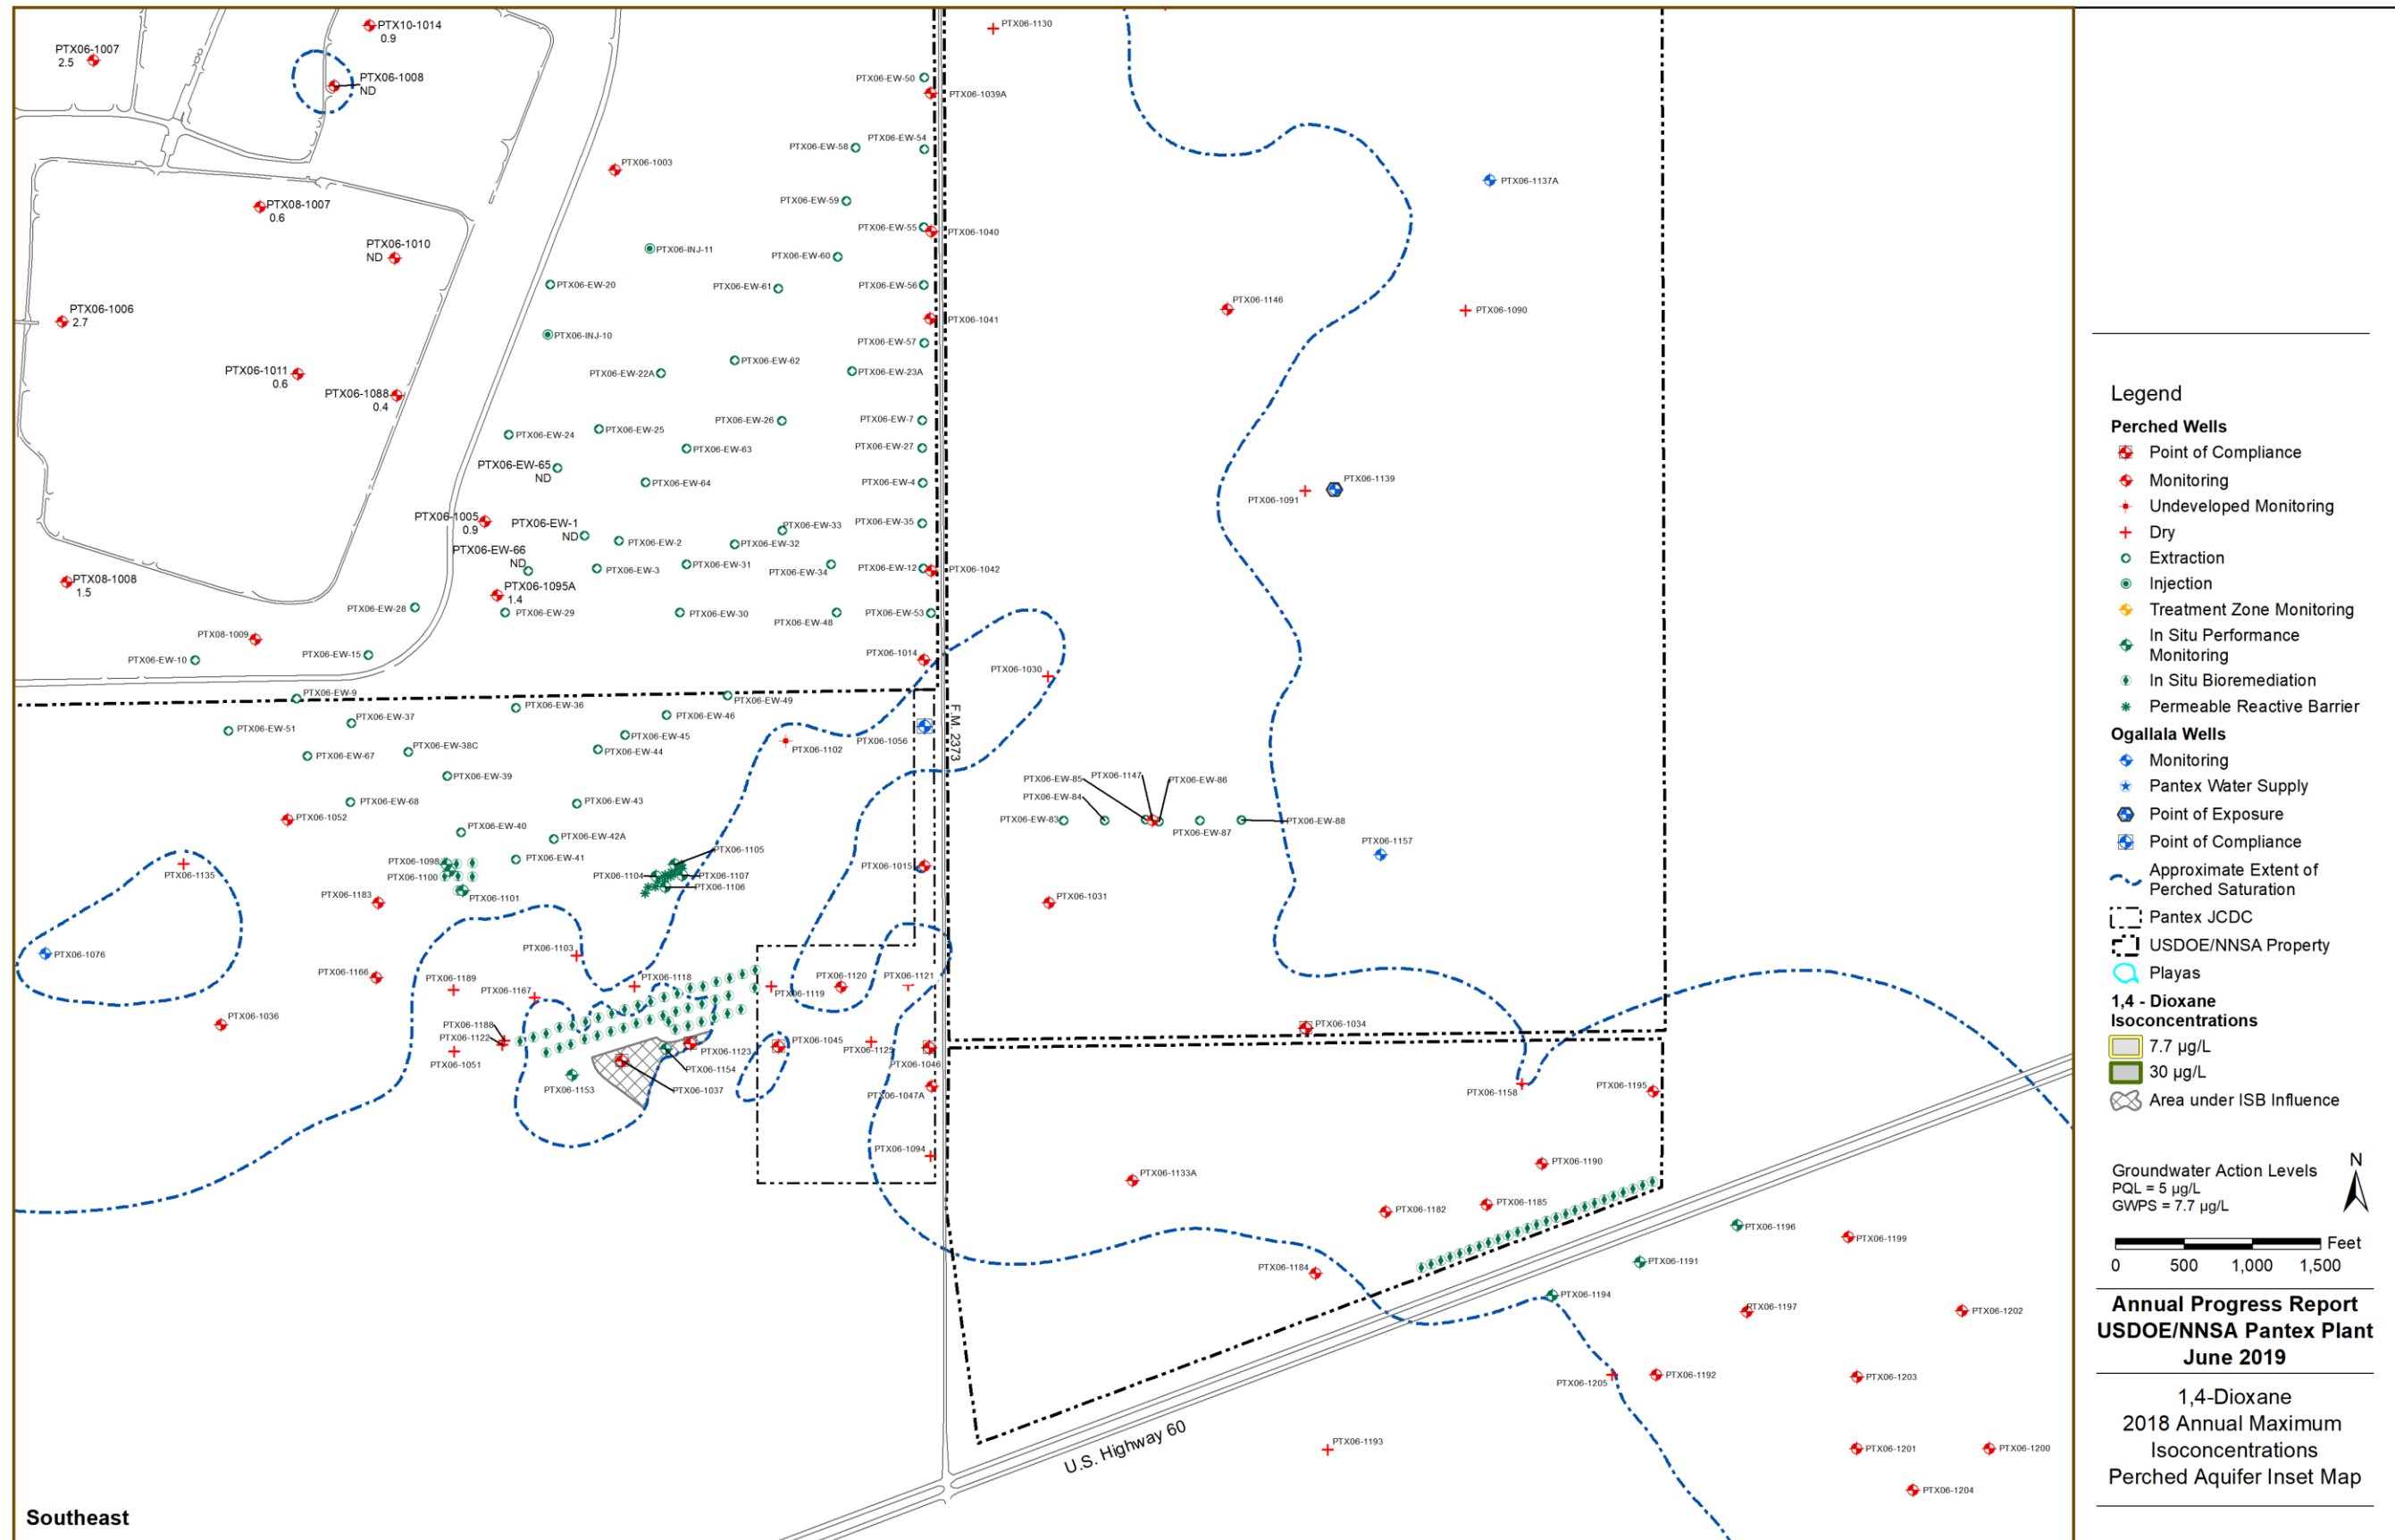 PTX10-1014
0.9
PTX06-1007
2.5
PTX06-1008
ND
PTX06-1130
PTX06-EW-50
PTX06-1039A
PTX06-EW-54
PTX06-EW-58
PTX06-1003
PTX06-1137A
PTX08-1007
0.6
PTX06-EW-59
PTX06-EW-55
PTX06-1040
PTX06-1010
ND
PTX06-INJ-11
PTX06-EW-60
PTX06-EW-20
PTX06-EW-61
PTX06-EW-56
PTX06-1146
PTX06-1090
PTX06-1006
2.7
PTX06-1041
PTX06-INJ-10
PTX06-EW-57
PTX06-EW-62
PTX06-1011
0.6
PTX06-EW-22A
PTX06-EW-23A
PTX06-1088
0.4
PTX06-EW-26
PTX06-EW-7
PTX06-EW-24
PTX06-EW-25
PTX06-EW-63
PTX06-EW-27
PTX06-EW-65
ND
PTX06-EW-64
PTX06-EW-4
PTX06-1139
PTX06-1091
PTX06-1005
0.9
PTX06-EW-1
ND
PTX06-EW-33
PTX06-EW-35
PTX06-EW-2
PTX06-EW-32
PTX06-EW-66
ND
PTX06-EW-3
PTX06-EW-31
PTX06-EW-34
PTX06-EW-12
PTX06-1042
PTX08-1008
1.5
PTX06-1095A
1.4
PTX06-EW-28
PTX06-EW-29
PTX06-EW-30
PTX06-EW-48
PTX06-EW-53
PTX08-1009
PTX06-EW-10
PTX06-EW-15
PTX06-1014
PTX06-1030
PTX06-EW-9
PTX06-EW-49
PTX06-EW-36
PTX06-EW-46
PTX06-EW-37
PTX06-EW-51
PTX06-EW-45
PTX06-EW-44
PTX06-1102
PTX06-1056
F.M. 2373
PTX06-EW-67
PTX06-EW-38C
PTX06-EW-39
PTX06-EW-85
PTX06-1147
PTX06-EW-86
PTX06-EW-84
PTX06-EW-68
PTX06-EW-43
PTX06-1052
PTX06-EW-83
PTX06-EW-87
PTX06-EW-88
PTX06-EW-40
PTX06-EW-42A
PTX06-1157
PTX06-1105
PTX06-1098
PTX06-EW-41
PTX06-1015
PTX06-1135
PTX06-1100
PTX06-1104
PTX06-1107
PTX06-1106
PTX06-1183
PTX06-1101
PTX06-1031
PTX06-1076
PTX06-1103
PTX06-1166
PTX06-1189
PTX06-1167
PTX06-1118
PTX06-1119
PTX06-1120
PTX06-1121
PTX06-1036
PTX06-1188
PTX06-1122
PTX06-1034
PTX06-1051
PTX06-1123
PTX06-1045
PTX06-1125
PTX06-1046
PTX06-1154
PTX06-1153
PTX06-1037
PTX06-1047A
PTX06-1158
PTX06-1195
PTX06-1094
PTX06-1133A
PTX06-1190
PTX06-1182
PTX06-1185
PTX06-1196
PTX06-1199
PTX06-1184
PTX06-1191
PTX06-1194
PTX06-1197
PTX06-1202
PTX06-1205
PTX06-1192
PTX06-1203
U.S. Highway 60
PTX06-1193
PTX06-1201
PTX06-1200
PTX06-1204
Southeast
Legend
Perched Wells
Point of Compliance
Monitoring
Undeveloped Monitoring
Dry
Extraction
Injection
Treatment Zone Monitoring
In Situ Performance
Monitoring
In Situ Bioremediation
Permeable Reactive Barrier
Ogallala Wells
Monitoring
Pantex Water Supply
Point of Exposure
Point of Compliance
Approximate Extent of
Perched Saturation
Pantex JCDC
USDOE/NNSA Property
Playas
1,4 - Dioxane
Isoconcentrations
7.7 µg/L
30 µg/L
Area under ISB Influence
Groundwater Action Levels
PQL = 5 µg/L
GWPS = 7.7 µg/L
N
Feet
0 500 1,000 1,500
Annual Progress Report
USDOE/NNSA Pantex Plant
June 2019
1,4-Dioxane
2018 Annual Maximum
Isoconcentrations
Perched Aquifer Inset Map